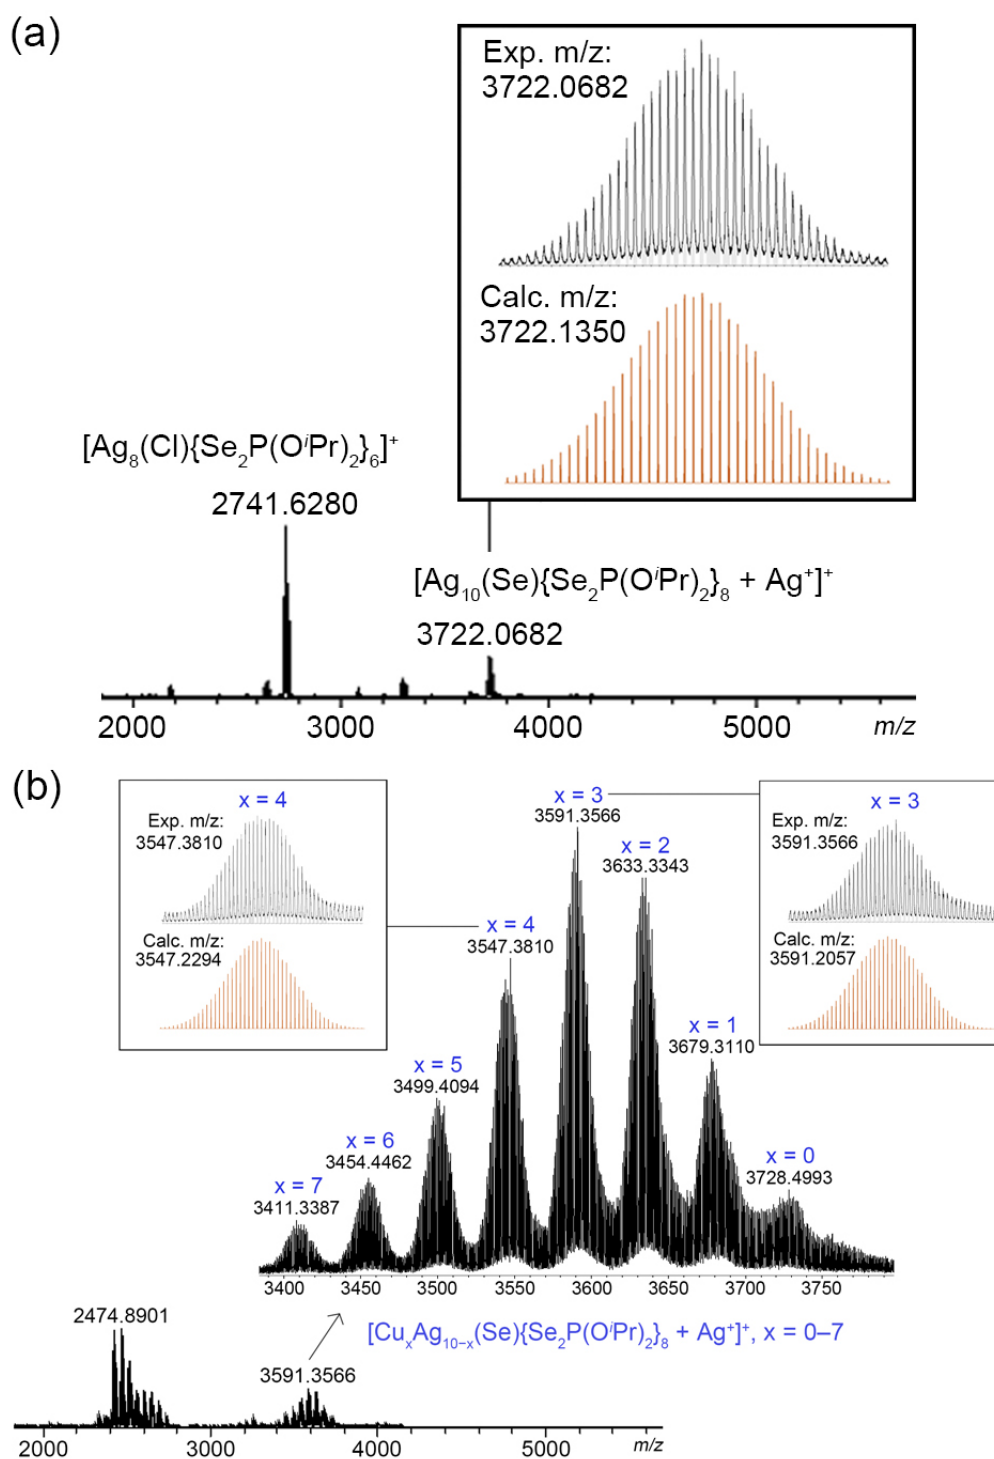 (a)
Exp. m/z:
3722.0682
Calc. m/z:
3722.1350
[Ag₈(Cl){Se₂P(OⁱPr)₂}₆]⁺
2741.6280
[Ag₁₀(Se){Se₂P(OⁱPr)₂}₈ + Ag⁺]⁺
3722.0682
2000 3000 4000 5000 m/z
(b)
x = 4
Exp. m/z:
3547.3810
Calc. m/z:
3547.2294
x = 3
3591.3566
x = 3
Exp. m/z:
3591.3566
Calc. m/z:
3591.2057
x = 2
3633.3343
x = 4
3547.3810
x = 1
3679.3110
x = 5
3499.4094
x = 6
3454.4462
x = 0
3728.4993
x = 7
3411.3387
3400 3450 3500 3550 3600 3650 3700 3750
2474.8901
[CuₓAg₁₀₋ₓ(Se){Se₂P(OⁱPr)₂}₈ + Ag⁺]⁺, x = 0–7
3591.3566
2000 3000 4000 5000 m/z